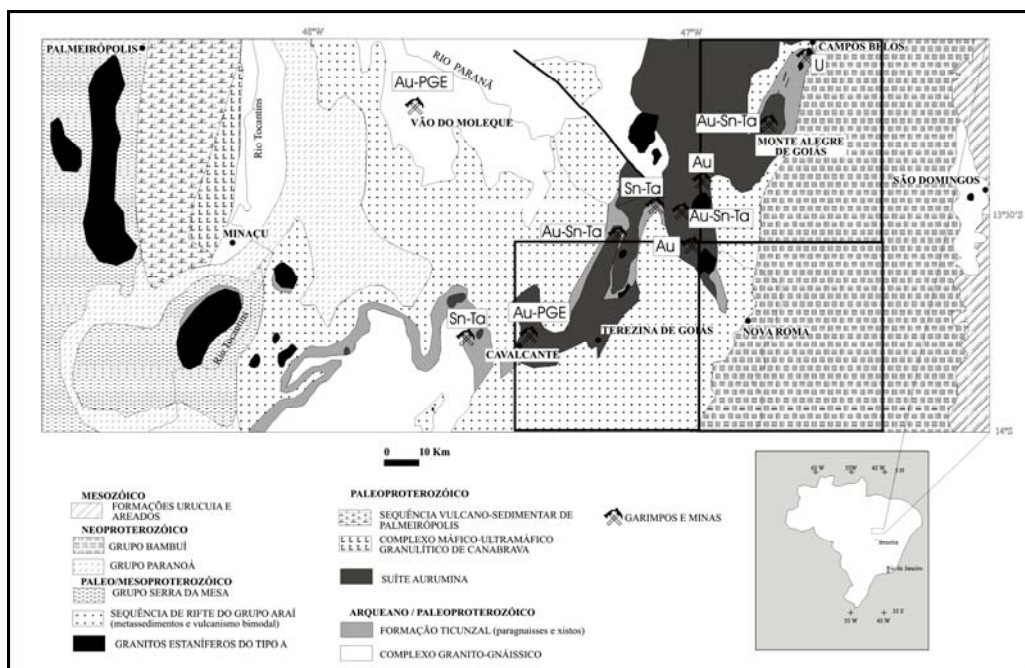 48°W
47°W
PALMEIRÓPOLIS
CAMPOS BELOS
U
Rio Tocantins
RIO PARANÃ
Au-PGE
VÃO DO MOLEQUE
Au-Sn-Ta
MONTE ALEGRE
DE GOIÁS
Au
SÃO DOMINGOS
Sn-Ta
13°30'S
Au-Sn-Ta
Au-Sn-Ta
Au
MINAÇU
Rio Tocantins
Sn-Ta
Au-PGE
CAVALCANTE
TEREZINA DE GOIÁS
NOVA ROMA
14°S
0 10 Km
MESOZÓICO
FORMAÇÕES URUCUIA E
AREADOS
NEOPROTEROZÓICO
GRUPO BAMBUÍ
GRUPO PARANOÁ
PALEO/MESOPROTEROZÓICO
GRUPO SERRA DA MESA
SEQUÊNCIA DE RIFTE DO GRUPO ARAÍ
(metassedimentos e vulcanismo bimodal)
GRANITOS ESTANÍFEROS DO TIPO A
PALEOPROTEROZÓICO
SEQUÊNCIA VULCANO-SEDIMENTAR DE
PALMEIRÓPOLIS
COMPLEXO MÁFICO-ULTRAMÁFICO
GRANULÍTICO DE CANABRAVA
SUÍTE AURUMINA
ARQUEANO / PALEOPROTEROZÓICO
FORMAÇÃO TICUNZAL (paragnaisses e xistos)
COMPLEXO GRANITO-GNÁISSICO
GARIMPOS E MINAS
45 W
Brasília
Rio de Janeiro
45 W